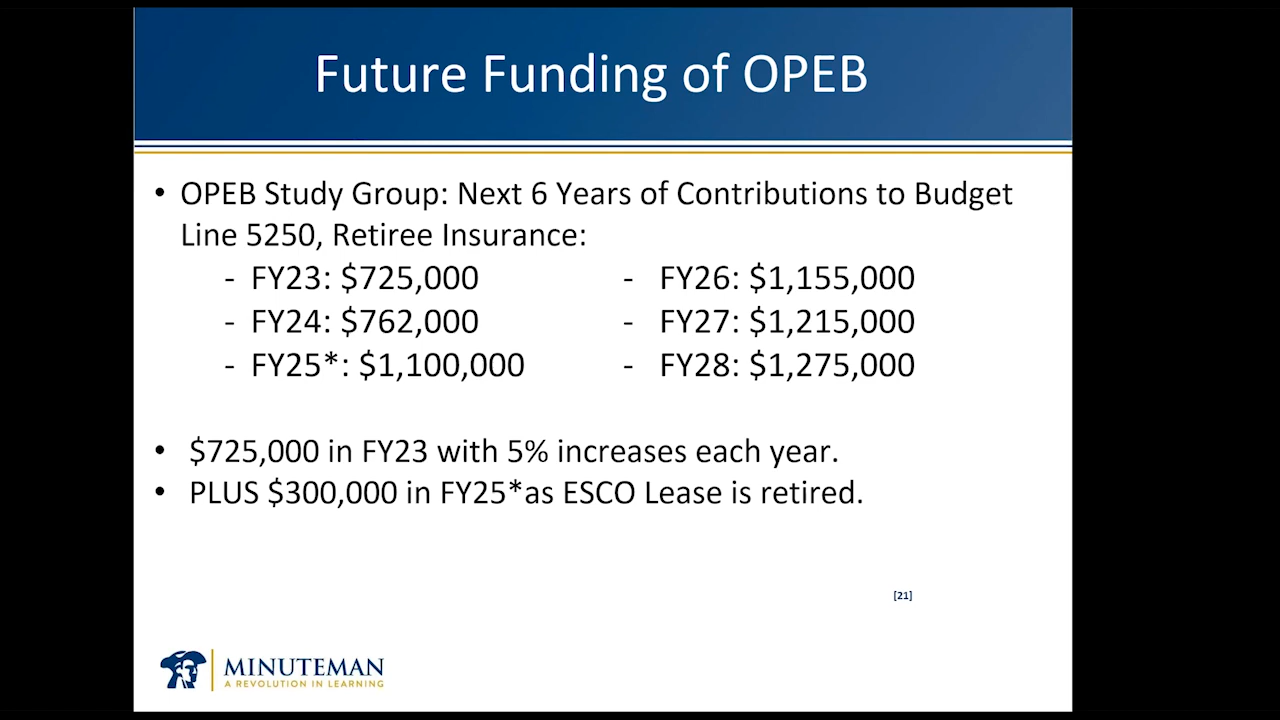 Future Funding of OPEB
• OPEB Study Group: Next 6 Years of Contributions to Budget
Line 5250, Retiree Insurance:
- FY23: $725,000 - FY26: $1,155,000
- FY24: $762,000 - FY27: $1,215,000
- FY25*: $1,100,000 - FY28: $1,275,000
• $725,000 in FY23 with 5% increases each year.
• PLUS $300,000 in FY25*as ESCO Lease is retired.
[21]
MINUTEMAN
A REVOLUTION IN LEARNING